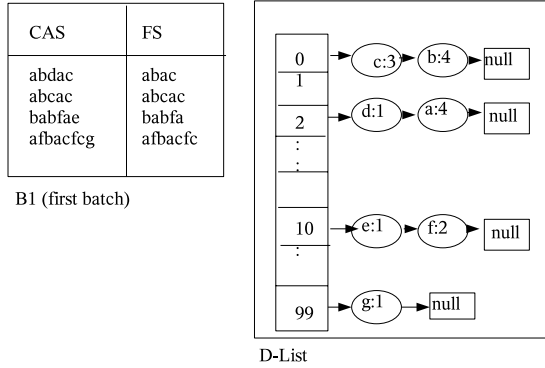 CAS FS
abdac abac
abcac abcac
babfae babfa
afbacfcg afbacfc
B1 (first batch)
0 c:3 b:4 null
1
2 d:1 a:4 null
:
:
10 e:1 f:2 null
:
99 g:1 null
D-List